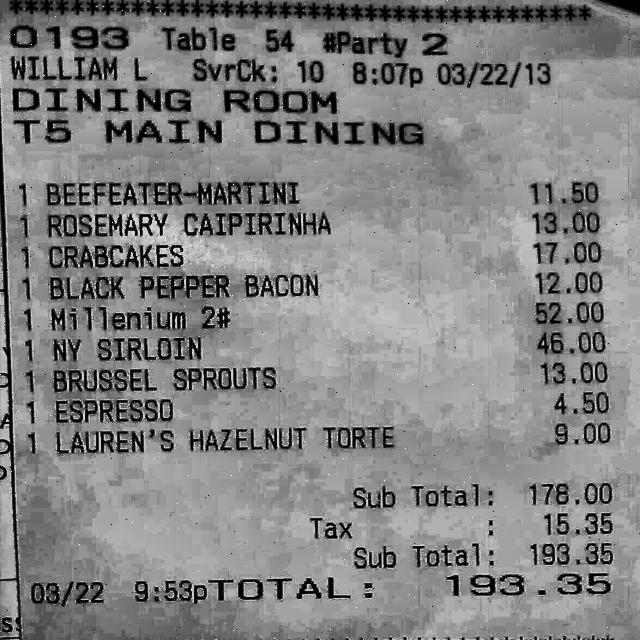 ****************************************
0193 Table 54 #Party 2
WILLIAM L SvrCk: 10 8:07p 03/22/13
DINING ROOM
T5 MAIN DINING
1 BEEFEATER-MARTINI 11.50
1 ROSEMARY CAIPIRINHA 13.00
1 CRABCAKES 17.00
1 BLACK PEPPER BACON 12.00
1 Millenium 2# 52.00
1 NY SIRLOIN 46.00
1 BRUSSEL SPROUTS 13.00
1 ESPRESSO 4.50
1 LAUREN'S HAZELNUT TORTE 9.00
Sub Total: 178.00
Tax : 15.35
Sub Total: 193.35
03/22 9:53pTOTAL: 193.35